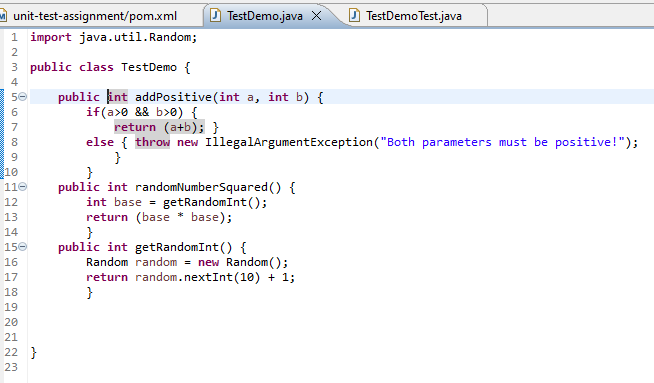 unit-test-assignment/pom.xml TestDemo.java TestDemoTest.java
1 import java.util.Random;
2
3 public class TestDemo {
4
5 public int addPositive(int a, int b) {
6 if(a>0 && b>0) {
7 return (a+b); }
8 else { throw new IllegalArgumentException("Both parameters must be positive!");
9 }
10 }
11 public int randomNumberSquared() {
12 int base = getRandomInt();
13 return (base * base);
14 }
15 public int getRandomInt() {
16 Random random = new Random();
17 return random.nextInt(10) + 1;
18 }
19
20
21
22 }
23